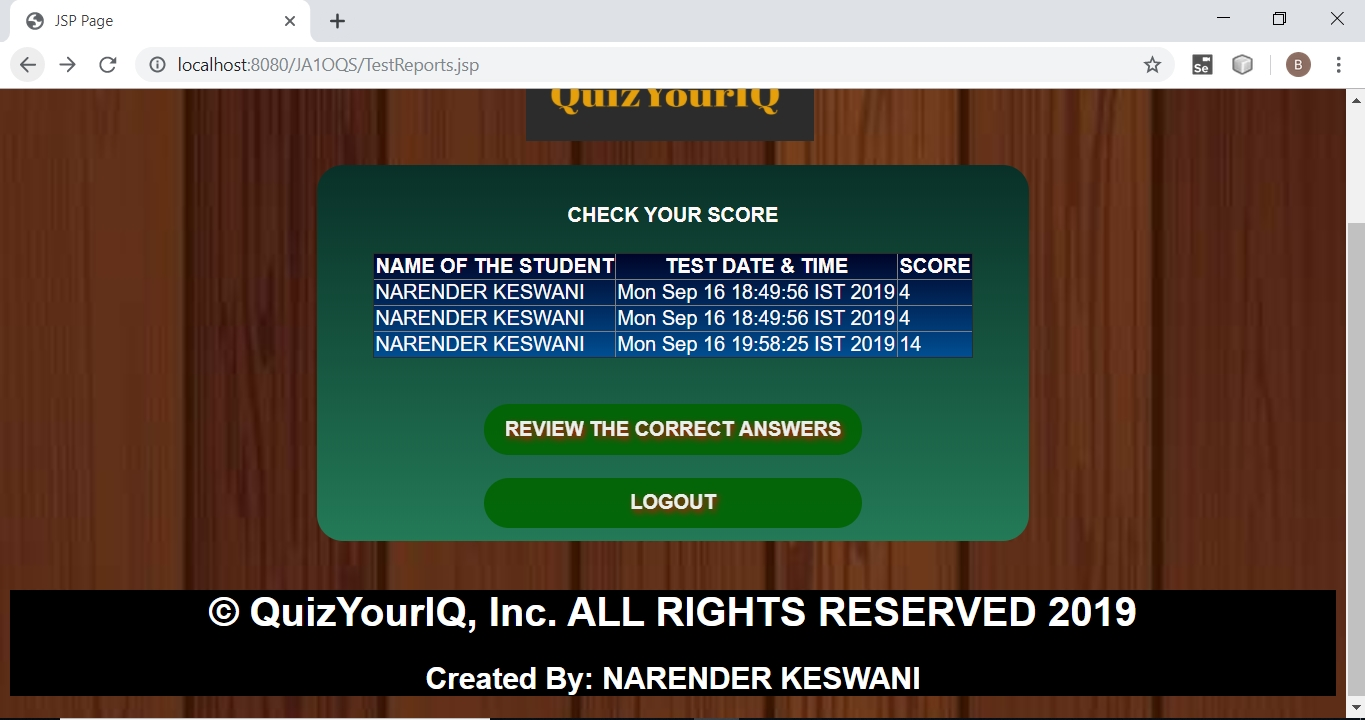 JSP Page
localhost:8080/JA1OQS/TestReports.jsp
Se
B
QuizYourIQ
CHECK YOUR SCORE
NAME OF THE STUDENT TEST DATE & TIME SCORE
NARENDER KESWANI Mon Sep 16 18:49:56 IST 2019 4
NARENDER KESWANI Mon Sep 16 18:49:56 IST 2019 4
NARENDER KESWANI Mon Sep 16 19:58:25 IST 2019 14
REVIEW THE CORRECT ANSWERS
LOGOUT
© QuizYourIQ, Inc. ALL RIGHTS RESERVED 2019
Created By: NARENDER KESWANI